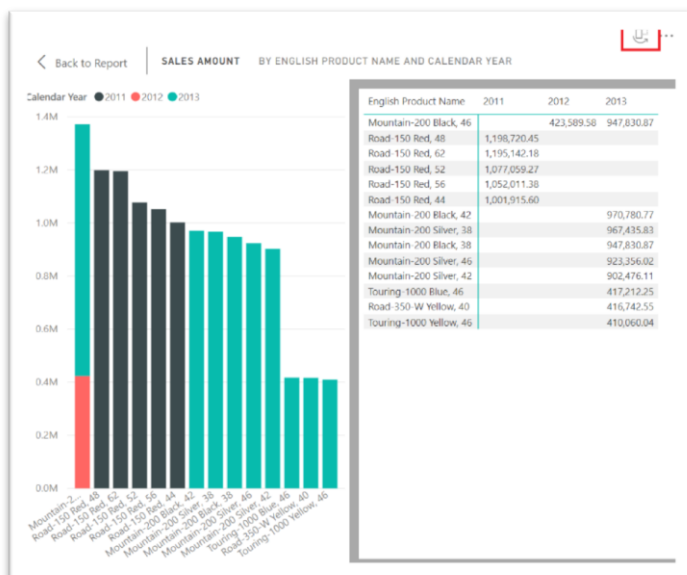 Back to Report SALES AMOUNT BY ENGLISH PRODUCT NAME AND CALENDAR YEAR
Calendar Year 2011 2012 2013
1.4M
1.2M
1.0M
0.8M
0.6M
0.4M
0.2M
0.0M
Mountain-2...
Road-150 Red, 48
Road-150 Red, 62
Road-150 Red, 52
Road-150 Red, 56
Road-150 Red, 44
Mountain-200 Black, 42
Mountain-200 Silver, 38
Mountain-200 Black, 38
Mountain-200 Silver, 46
Mountain-200 Silver, 42
Touring-1000 Blue, 46
Road-350-W Yellow, 40
Touring-1000 Yellow, 46
English Product Name 2011 2012 2013
Mountain-200 Black, 46 423,589.58 947,830.87
Road-150 Red, 48 1,198,720.45
Road-150 Red, 62 1,195,142.18
Road-150 Red, 52 1,077,059.27
Road-150 Red, 56 1,052,011.38
Road-150 Red, 44 1,001,915.60
Mountain-200 Black, 42 970,780.77
Mountain-200 Silver, 38 967,435.83
Mountain-200 Black, 38 947,830.87
Mountain-200 Silver, 46 923,356.02
Mountain-200 Silver, 42 902,476.11
Touring-1000 Blue, 46 417,212.25
Road-350-W Yellow, 40 416,742.55
Touring-1000 Yellow, 46 410,060.04